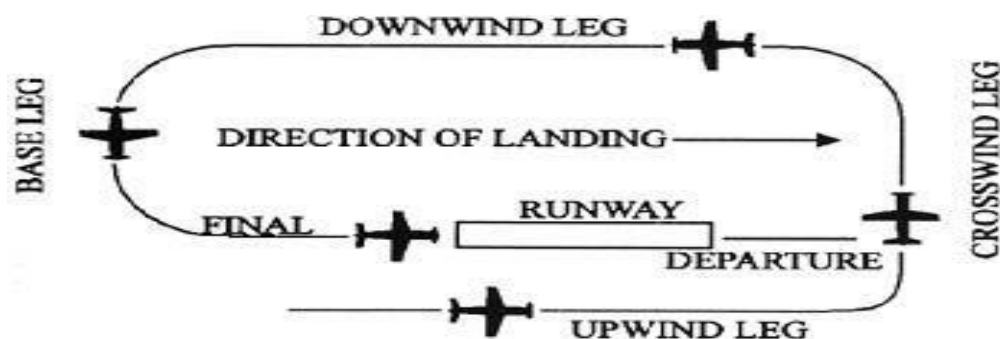 DOWNWIND LEG
BASE LEG
DIRECTION OF LANDING
CROSSWIND LEG
FINAL
RUNWAY
DEPARTURE
UPWIND LEG